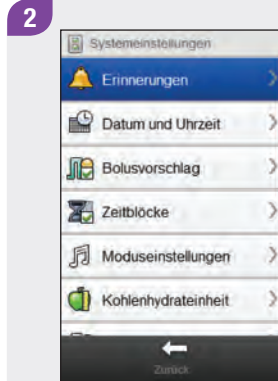 2
Systemeinstellungen
Erinnerungen
Datum und Uhrzeit
Bolusvorschlag
Zeitblöcke
Moduseinstellungen
Kohlenhydrateinheit
Zurück